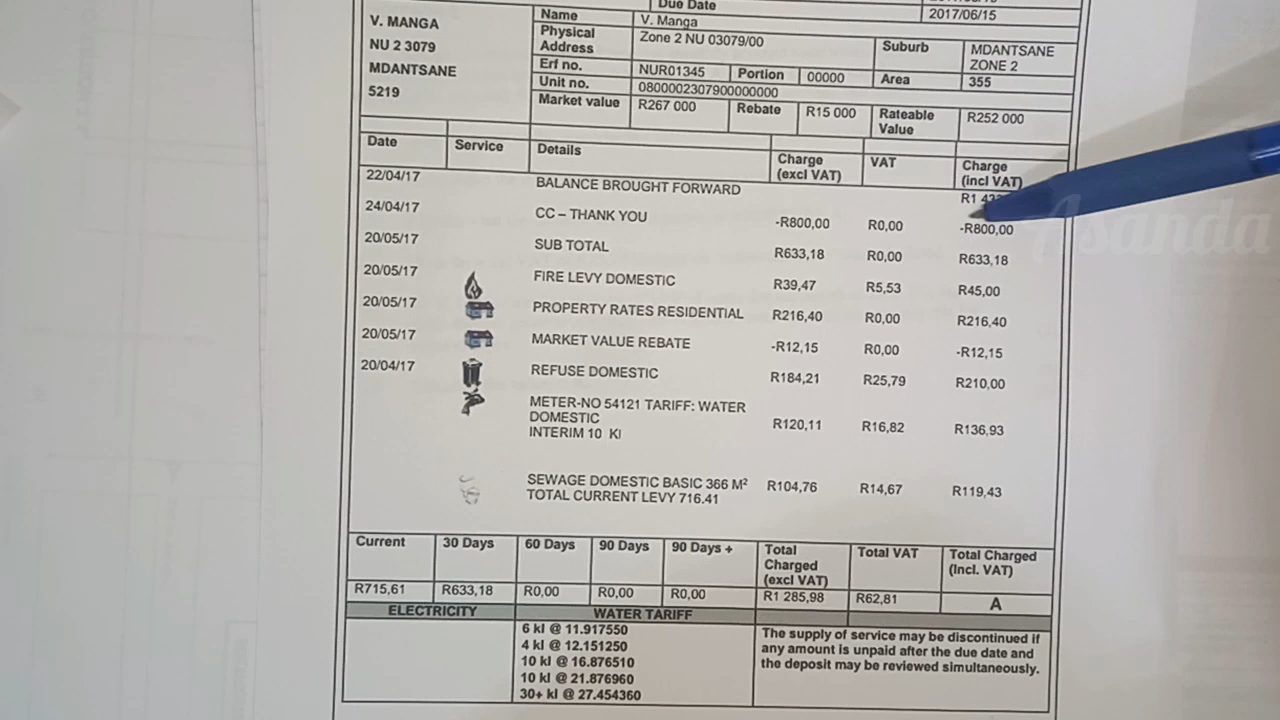 Due Date
2017/06/15
V. MANGA
NU 2 3079
MDANTSANE
5219
Name V. Manga
Physical Address Zone 2 NU 03079/00 Suburb MDANTSANE ZONE 2
Erf no. NUR01345 Portion 00000 Area 355
Unit no. 0800002307900000000
Market value R267 000 Rebate R15 000 Rateable Value R252 000
Date Service Details Charge (excl VAT) VAT Charge (incl VAT)
22/04/17 BALANCE BROUGHT FORWARD
24/04/17 CC – THANK YOU -R800,00 R0,00 -R800,00
20/05/17 SUB TOTAL R633,18 R0,00 R633,18
20/05/17 FIRE LEVY DOMESTIC R39,47 R5,53 R45,00
20/05/17 PROPERTY RATES RESIDENTIAL R216,40 R0,00 R216,40
20/05/17 MARKET VALUE REBATE -R12,15 R0,00 -R12,15
20/04/17 REFUSE DOMESTIC R184,21 R25,79 R210,00
METER-NO 54121 TARIFF: WATER
DOMESTIC R120,11 R16,82 R136,93
INTERIM 10 Kl
SEWAGE DOMESTIC BASIC 366 M² R104,76 R14,67 R119,43
TOTAL CURRENT LEVY 716.41
Current 30 Days 60 Days 90 Days 90 Days + Total Charged (excl VAT) Total VAT Total Charged (Incl. VAT)
R715,61 R633,18 R0,00 R0,00 R0,00 R1 285,98 R62,81 A
ELECTRICITY WATER TARIFF
6 kl @ 11.917550
4 kl @ 12.151250
10 kl @ 16.876510
10 kl @ 21.876960
30+ kl @ 27.454360
The supply of service may be discontinued if
any amount is unpaid after the due date and
the deposit may be reviewed simultaneously.
Asanda